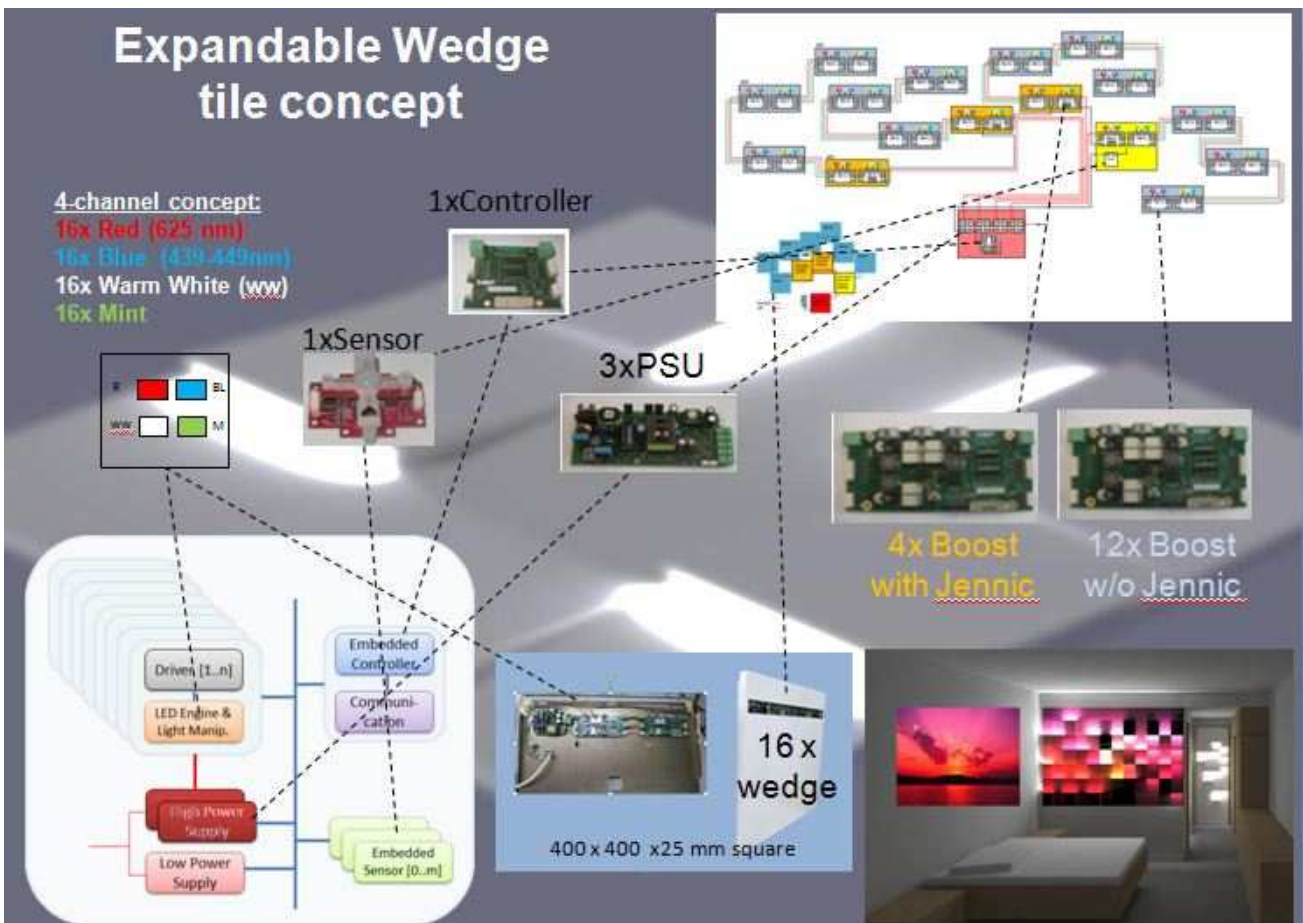 Expandable Wedge
tile concept
4-channel concept:
16x Red (625 nm)
16x Blue (439-449nm)
16x Warm White (ww)
16x Mint
1xController
1xSensor
3xPSU
R
BL
ww
M
4x Boost
with Jennic
12x Boost
w/o Jennic
Driver [1..n]
LED Engine &
Light Manip.
High Power
Supply
Low Power
Supply
Embedded
Controller
Communi-
cation
Embedded
Sensor [0..m]
16 x
wedge
400 x 400 x25 mm square